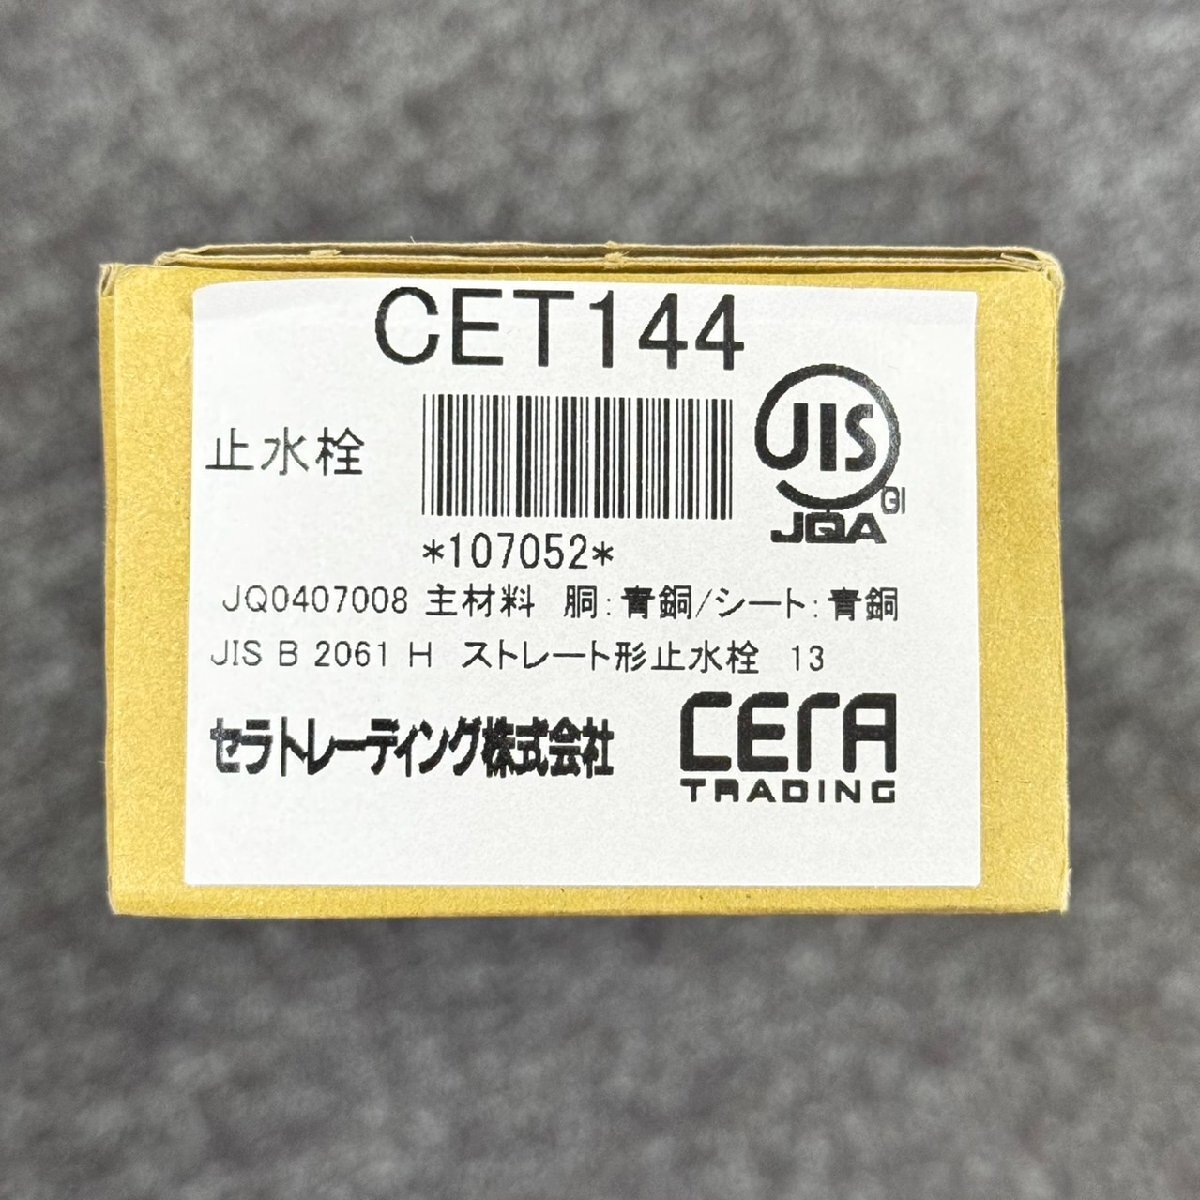 CET144
止水栓
JIS
GI
JQA
*107052*
JQ0407008 主材料 胴:青銅/シート:青銅
JIS B 2061 H ストレート形止水栓 13
セラトレーディング株式会社
CERA
TRADING